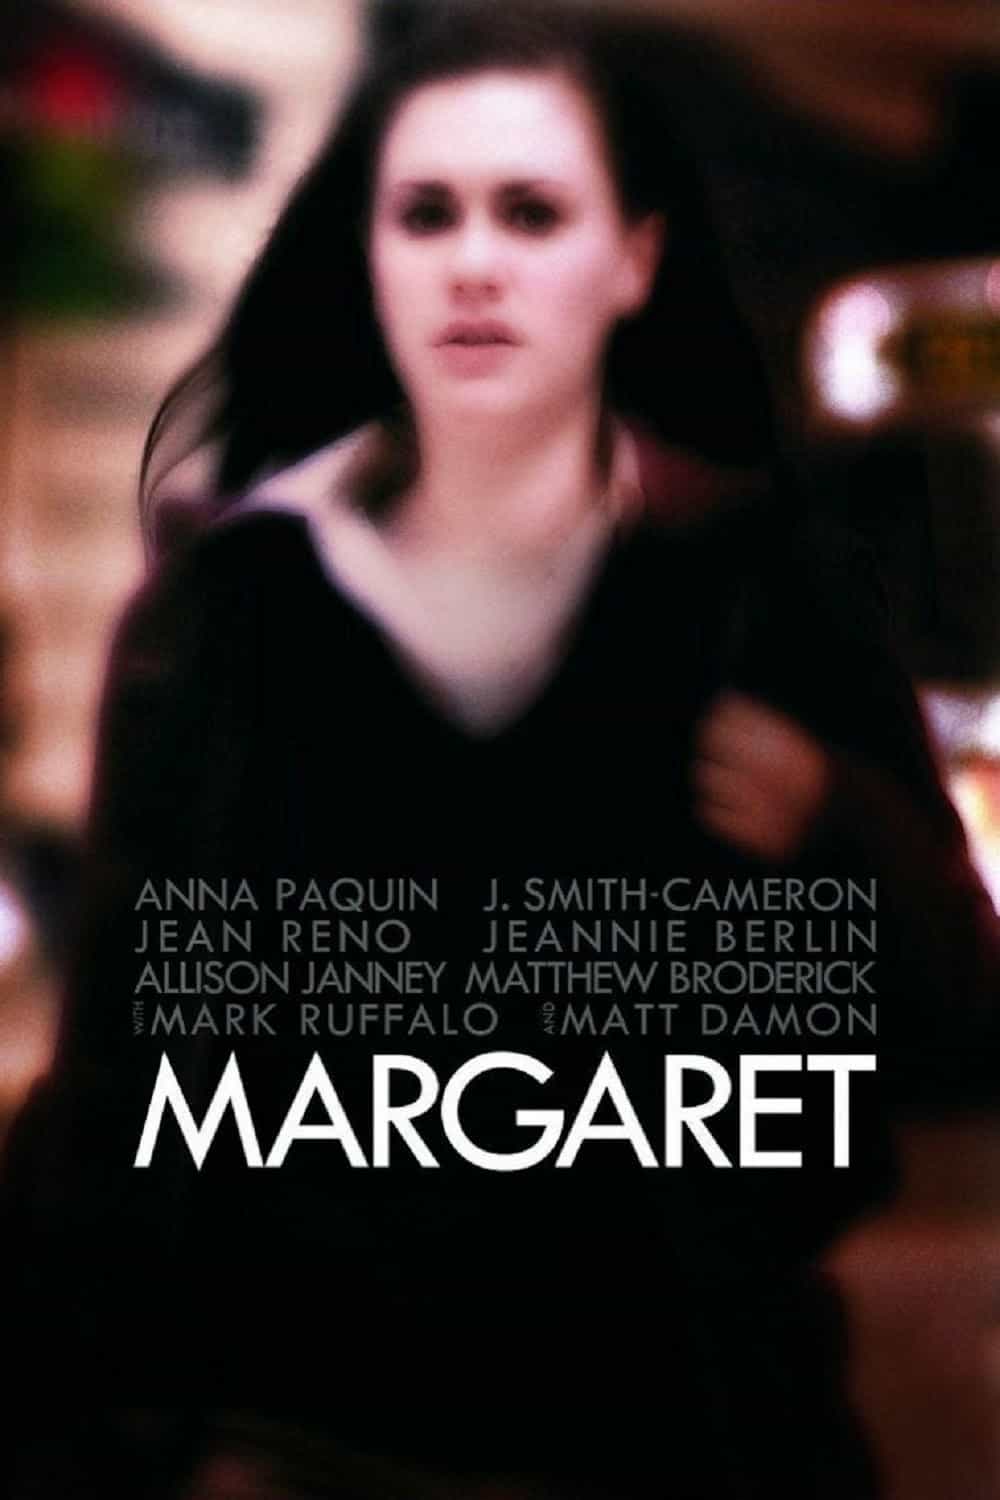 ANNA PAQUIN J. SMITH-CAMERON
JEAN RENO JEANNIE BERLIN
ALLISON JANNEY MATTHEW BRODERICK
WITH MARK RUFFALO AND MATT DAMON
MARGARET